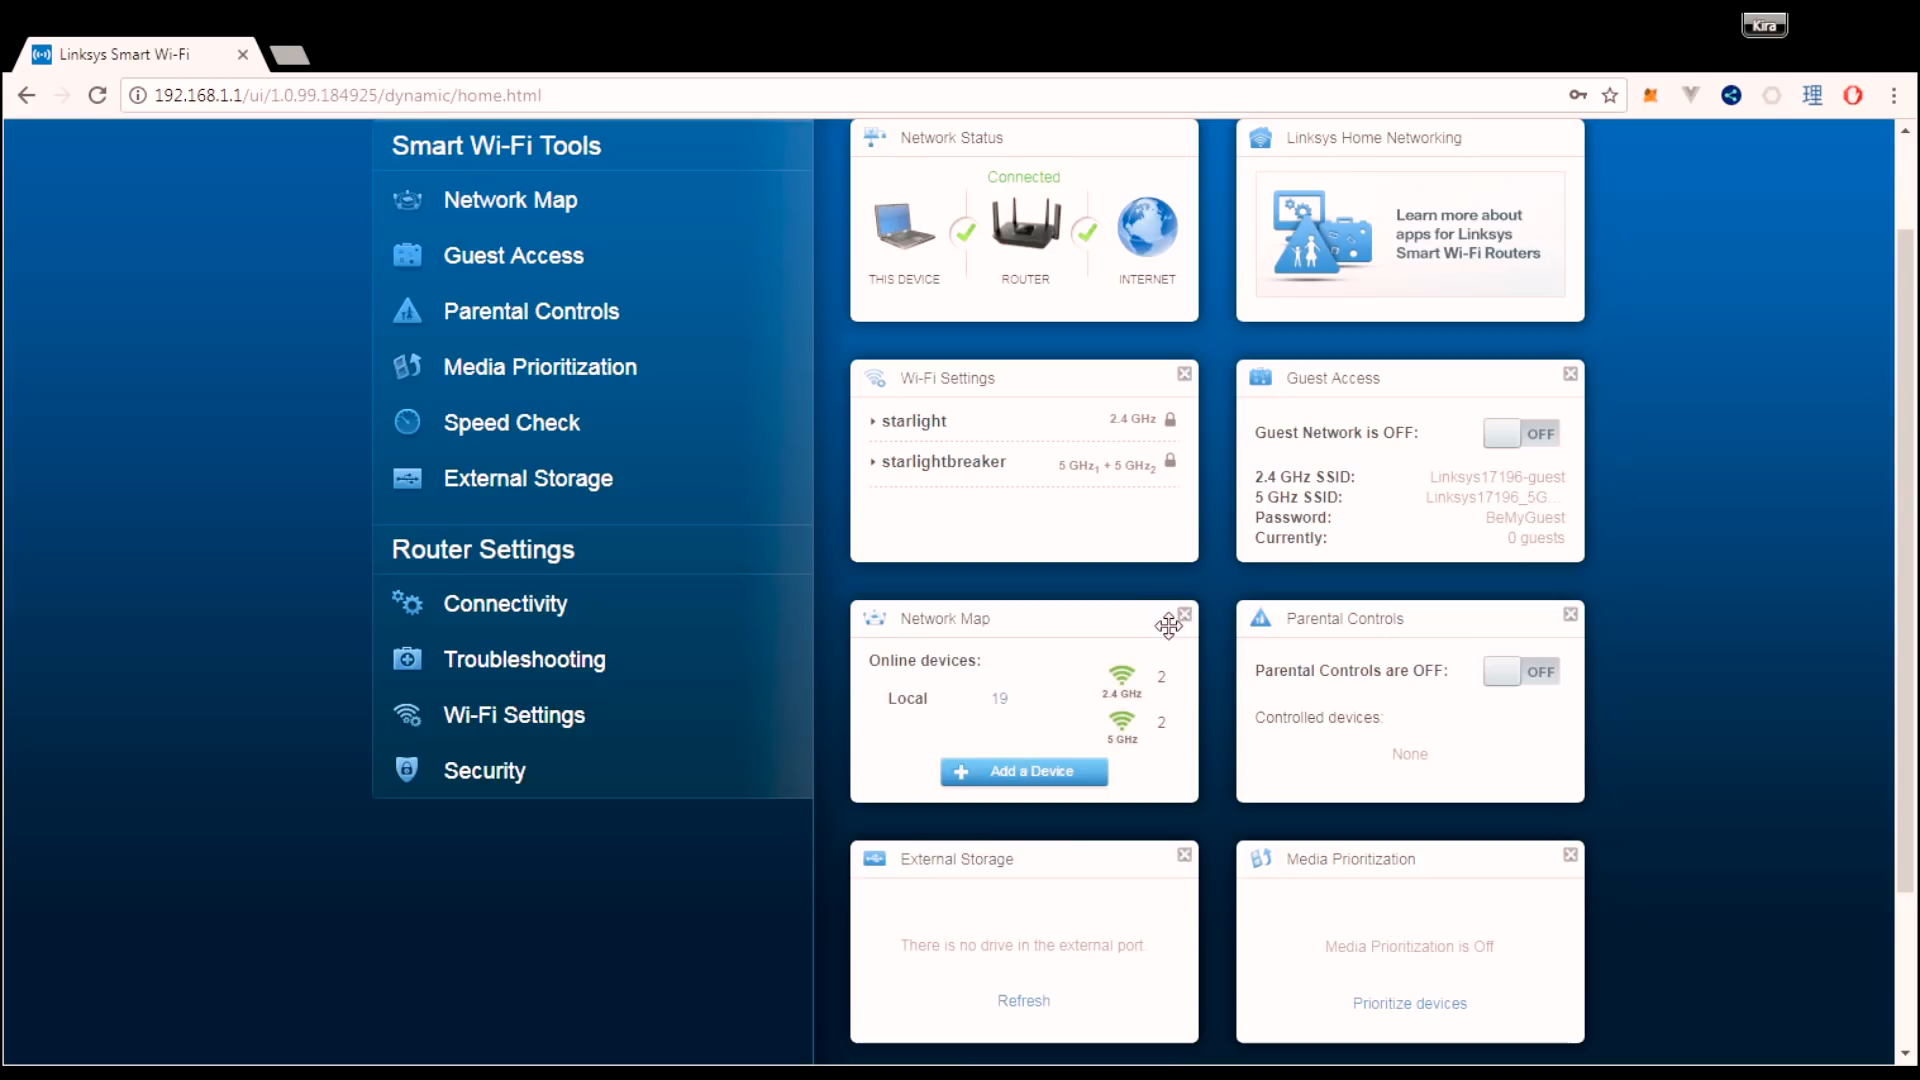 Kira
Linksys Smart Wi-Fi
192.168.1.1/ui/1.0.99.184925/dynamic/home.html
理
Smart Wi-Fi Tools
Network Map
Guest Access
Parental Controls
Media Prioritization
Speed Check
External Storage
Router Settings
Connectivity
Troubleshooting
Wi-Fi Settings
Security
Network Status
Connected
THIS DEVICE
ROUTER
INTERNET
Linksys Home Networking
Learn more about
apps for Linksys
Smart Wi-Fi Routers
Wi-Fi Settings
starlight 2.4 GHz
starlightbreaker 5 GHz1 + 5 GHz2
Guest Access
Guest Network is OFF: OFF
2.4 GHz SSID: Linksys17196-guest
5 GHz SSID: Linksys17196_5G...
Password: BeMyGuest
Currently: 0 guests
Network Map
Online devices:
Local 19
2
2.4 GHz
2
5 GHz
Add a Device
Parental Controls
Parental Controls are OFF: OFF
Controlled devices:
None
External Storage
There is no drive in the external port.
Refresh
Media Prioritization
Media Prioritization is Off
Prioritize devices